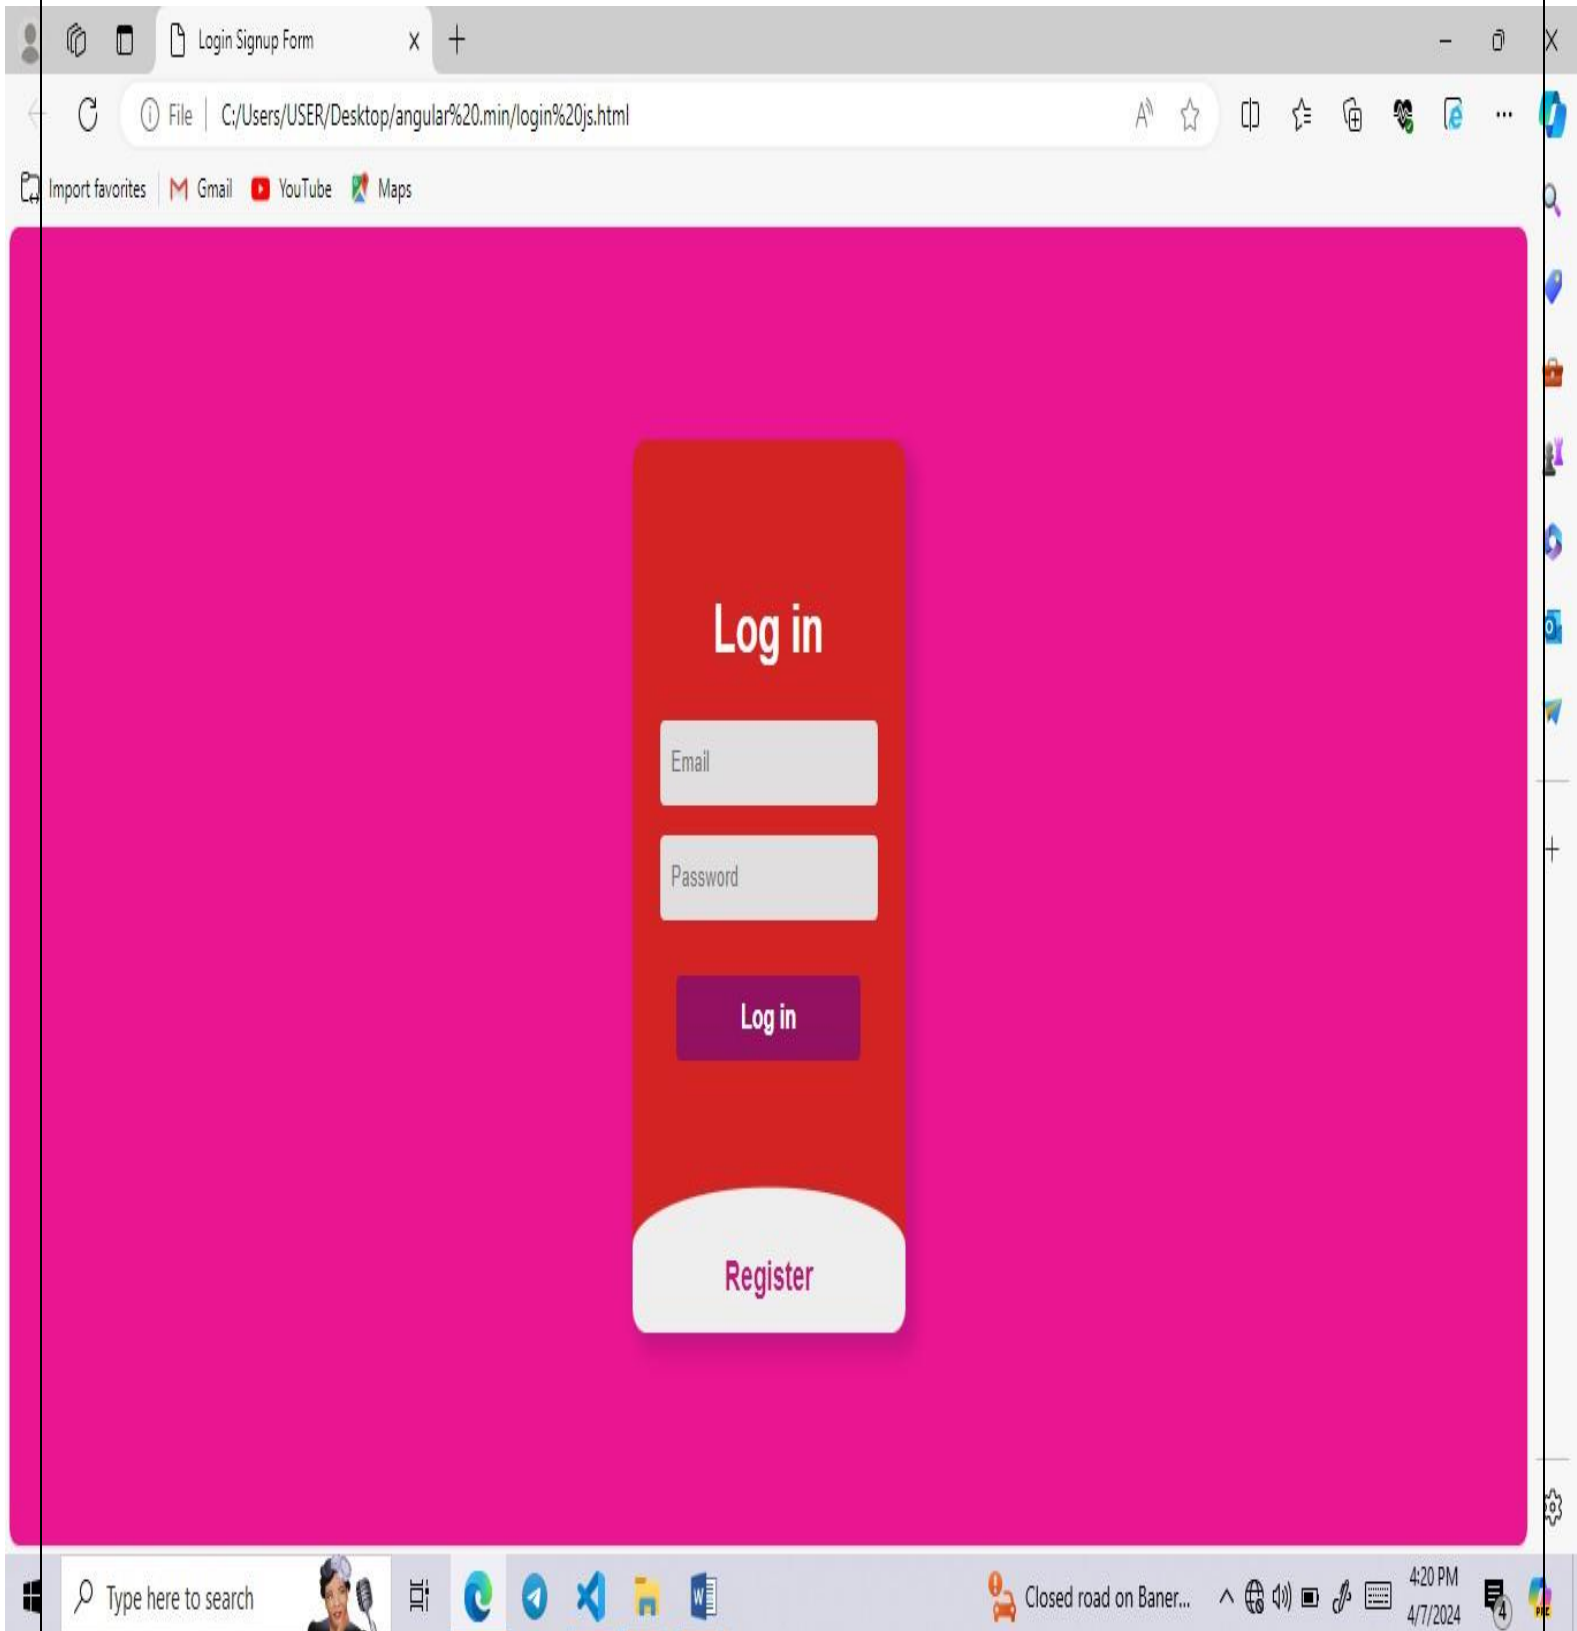 Login Signup Form
File C:/Users/USER/Desktop/angular%20.min/login%20js.html
Import favorites Gmail YouTube Maps
Log in
Email
Password
Log in
Register
Type here to search
Closed road on Baner...
4:20 PM
4/7/2024
4
PRE